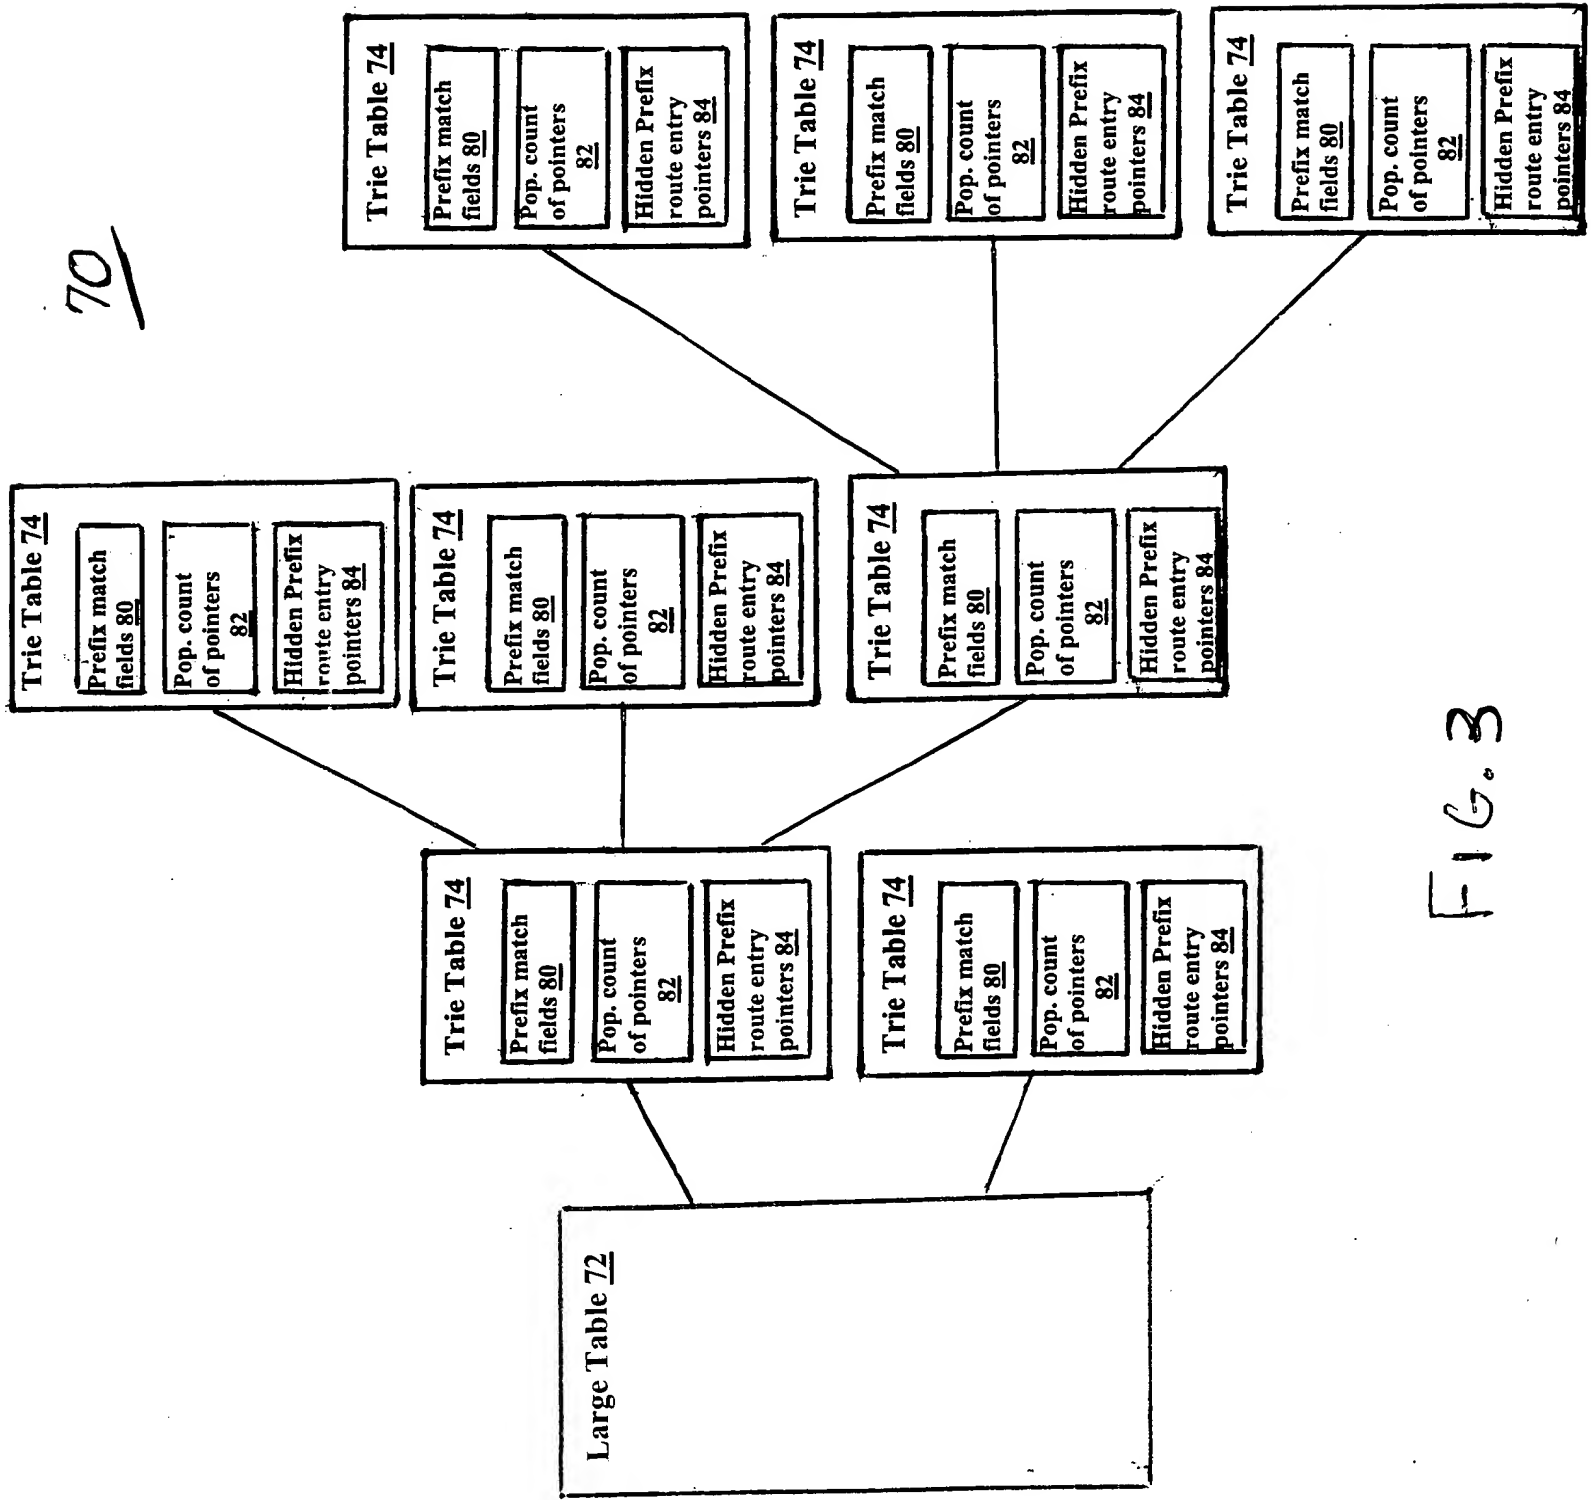 70
Large Table 72
Trie Table 74
Prefix match
fields 80
Pop. count
of pointers
82
Hidden Prefix
route entry
pointers 84
Trie Table 74
Prefix match
fields 80
Pop. count
of pointers
82
Hidden Prefix
route entry
pointers 84
Trie Table 74
Prefix match
fields 80
Pop. count
of pointers
82
Hidden Prefix
route entry
pointers 84
Trie Table 74
Prefix match
fields 80
Pop. count
of pointers
82
Hidden Prefix
route entry
pointers 84
Trie Table 74
Prefix match
fields 80
Pop. count
of pointers
82
Hidden Prefix
route entry
pointers 84
Trie Table 74
Prefix match
fields 80
Pop. count
of pointers
82
Hidden Prefix
route entry
pointers 84
Trie Table 74
Prefix match
fields 80
Pop. count
of pointers
82
Hidden Prefix
route entry
pointers 84
Trie Table 74
Prefix match
fields 80
Pop. count
of pointers
82
Hidden Prefix
route entry
pointers 84
FIG. 3